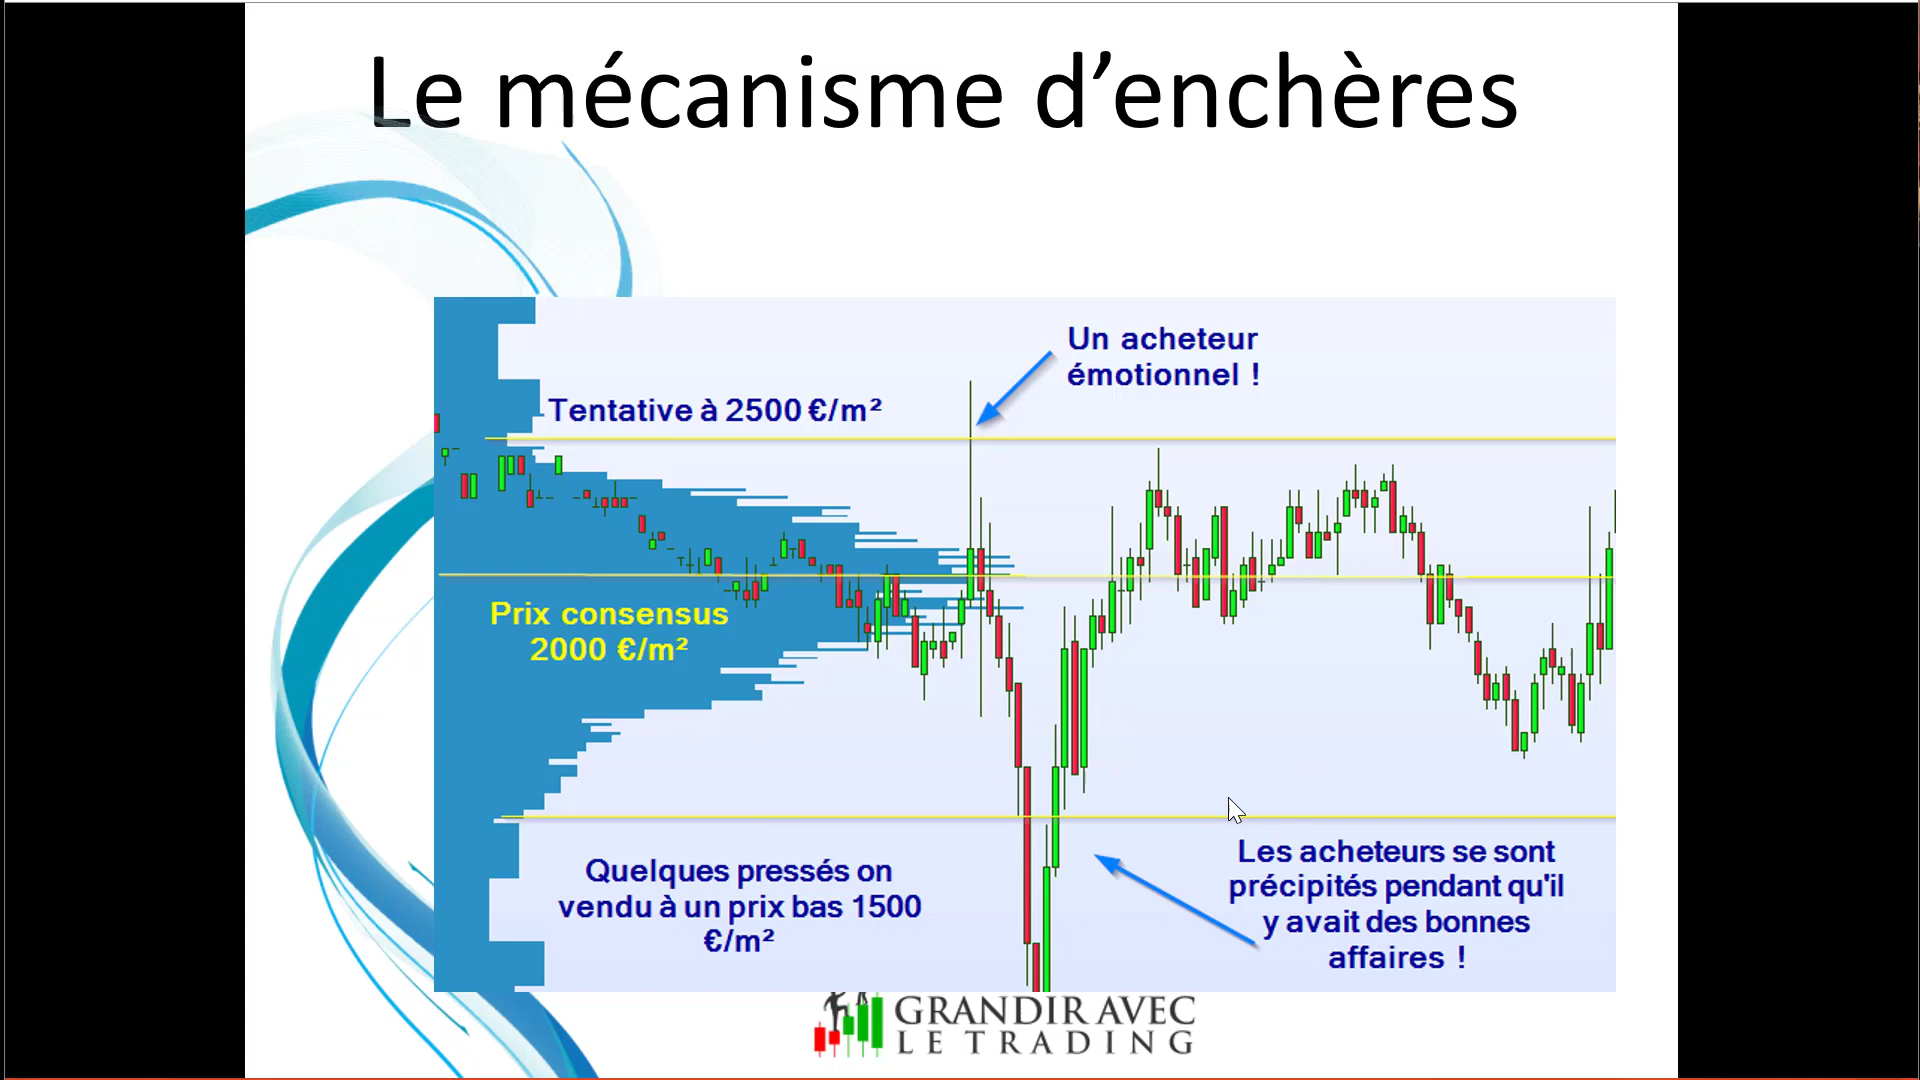 Le mécanisme d’enchères
Un acheteur
émotionnel !
Tentative à 2500 €/m²
Prix consensus
2000 €/m²
Quelques pressés on
vendu à un prix bas 1500
€/m²
Les acheteurs se sont
précipités pendant qu'il
y avait des bonnes
affaires !
GRANDIR AVEC
LE TRADING